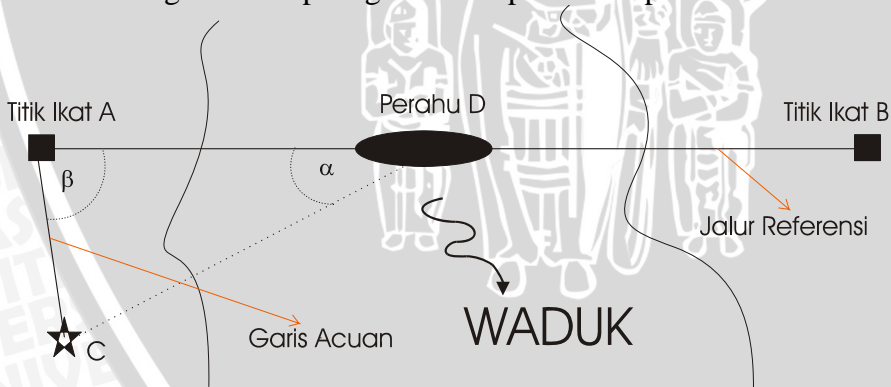 Titik Ikat A
Perahu D
Titik Ikat B
β
α
Jalur Referensi
Garis Acuan
WADUK
C